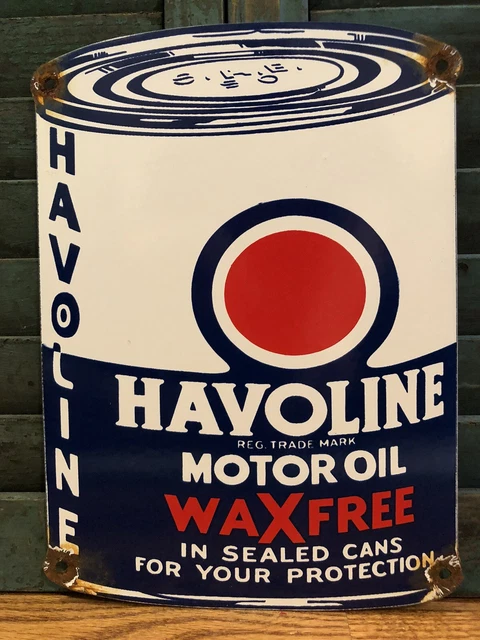 HAVOLINE
HAVOLINE
REG. TRADE MARK
MOTOR OIL
WAXFREE
IN SEALED CANS
FOR YOUR PROTECTION